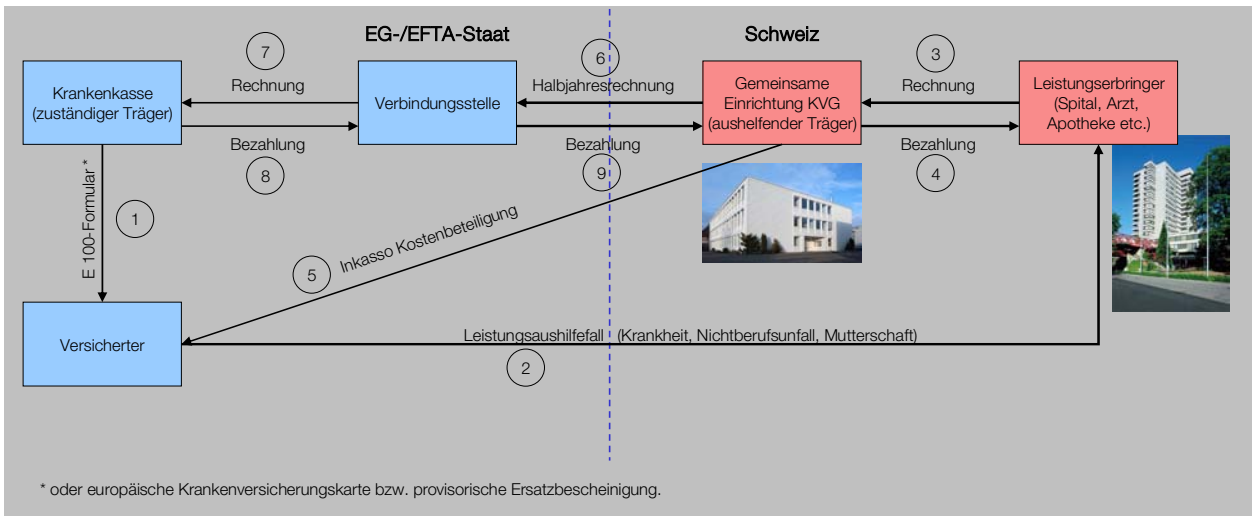 EG-/EFTA-Staat
Schweiz
7
6
3
Rechnung
Halbjahresrechnung
Rechnung
Krankenkasse
(zuständiger Träger)
Verbindungsstelle
Gemeinsame
Einrichtung KVG
(aushelfender Träger)
Leistungserbringer
(Spital, Arzt,
Apotheke etc.)
Bezahlung
Bezahlung
Bezahlung
8
9
4
E 100-Formular *
1
Inkasso Kostenbeteiligung
5
Versicherter
Leistungsaushilfefall (Krankheit, Nichtberufsunfall, Mutterschaft)
2
* oder europäische Krankenversicherungskarte bzw. provisorische Ersatzbescheinigung.